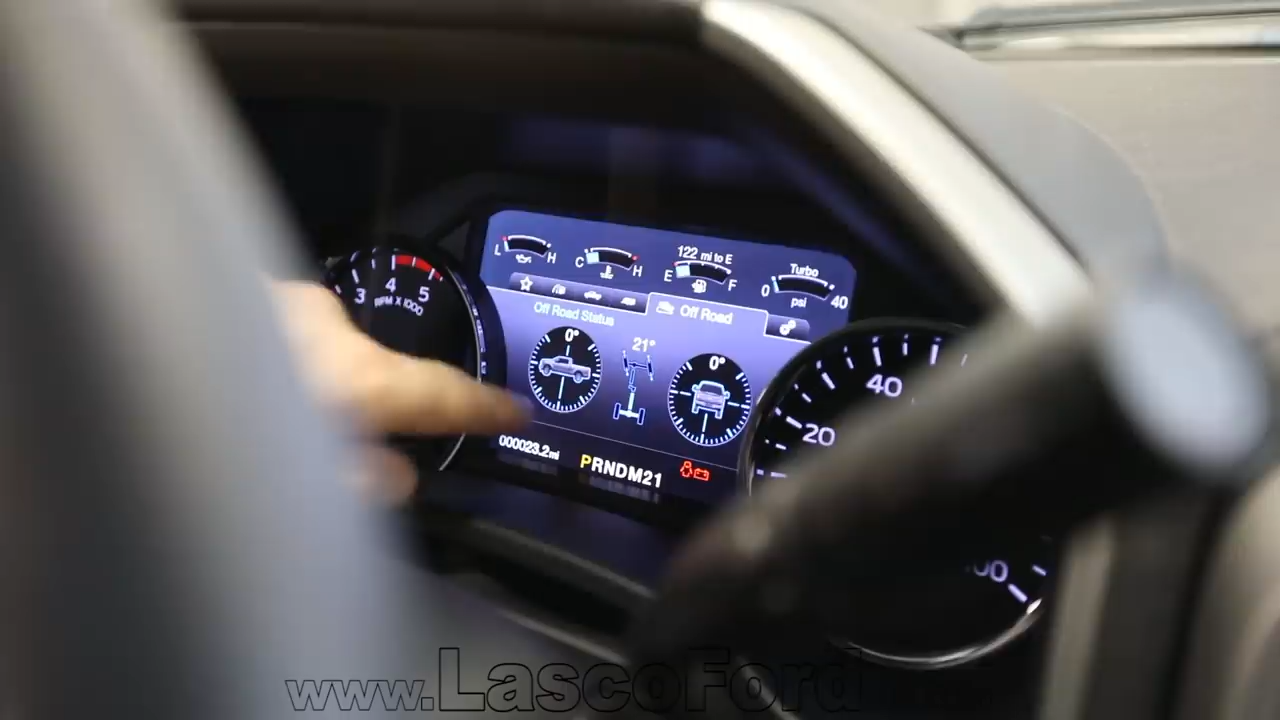 L H
C H
122 mi to E
E F
Turbo
0 psi 40
3 4 5
RPM X 1000
Off Road Status
Off Road
0°
21°
0°
000023.2mi
PRNDM21
20 40
www.LascoFord